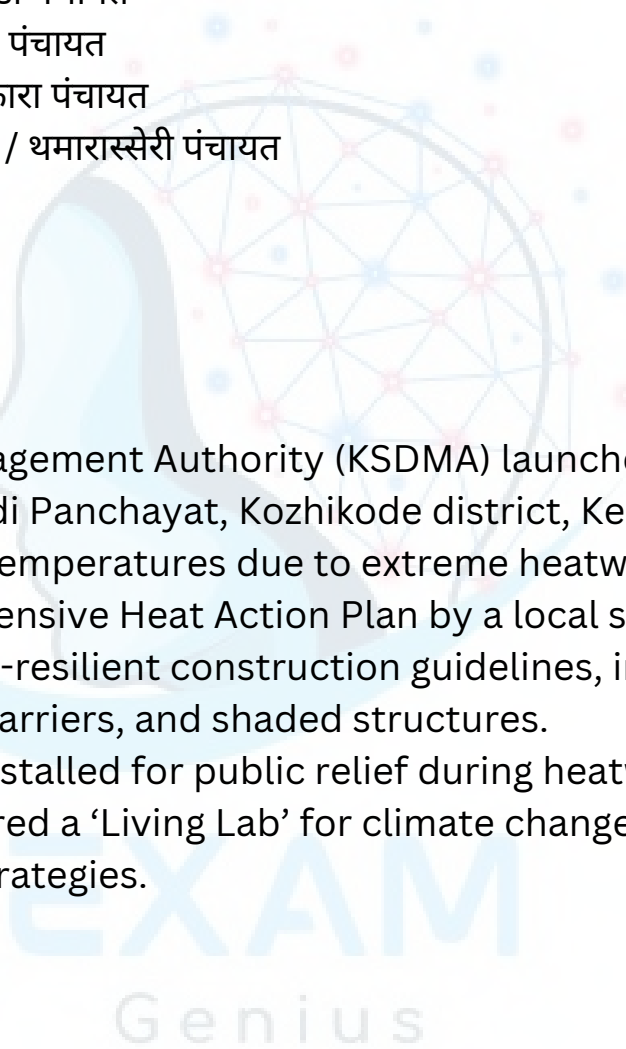 पंचायत
गरा पंचायत
/ थमारास्सेरी पंचायत
agement Authority (KSDMA) launche
di Panchayat, Kozhikode district, Ke
emperatures due to extreme heatw
ensive Heat Action Plan by a local s
-resilient construction guidelines, i
arriers, and shaded structures.
stalled for public relief during heat
red a ‘Living Lab’ for climate change
rategies.
EXAM
Genius